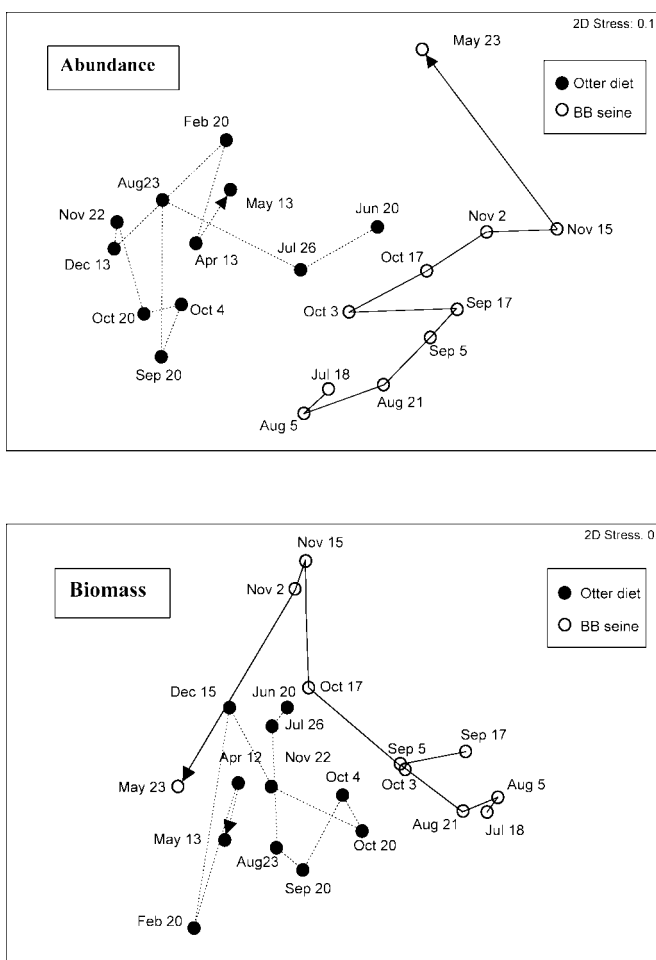 2D Stress: 0.1
May 23
Abundance
Otter diet
BB seine
Feb 20
Aug23
May 13
Nov 22
Jun 20
Nov 2
Nov 15
Dec 13
Apr 13
Jul 26
Oct 17
Oct 20
Oct 4
Oct 3
Sep 17
Sep 5
Sep 20
Jul 18
Aug 21
Aug 5
2D Stress. 0
Nov 15
Biomass
Nov 2
Otter diet
BB seine
Dec 15
Jun 20
Oct 17
Jul 26
Sep 17
Apr 12
Nov 22
Sep 5
Oct 4
Oct 3
May 23
Aug 5
Aug 21
Jul 18
May 13
Aug23
Oct 20
Sep 20
Feb 20